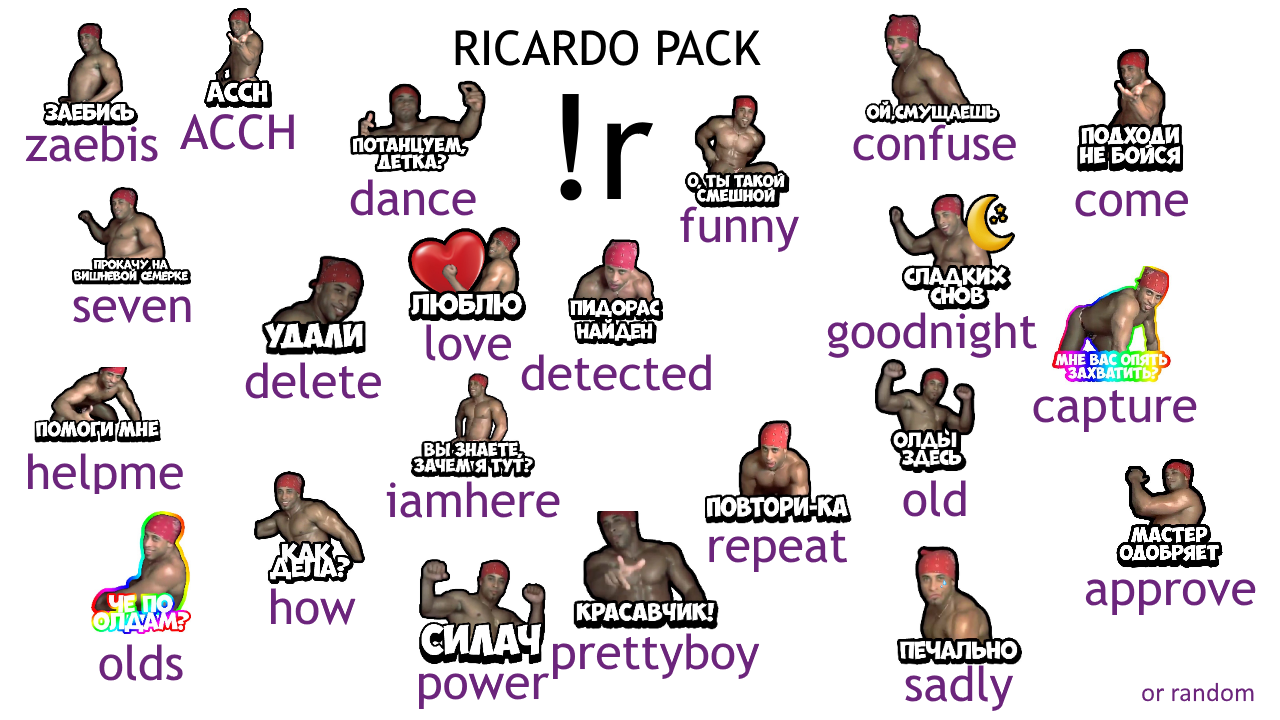 RICARDO PACK
!r
ЗАЕБИСЬ
zaebis
ACCH
ACCH
ПОТАНЦУЕМ,
ДЕТКА?
dance
О, ТЫ ТАКОЙ
СМЕШНОЙ
funny
ОЙ,СМУЩАЕШЬ
confuse
ПОДХОДИ
НЕ БОЙСЯ
come
ПРОКАЧУ НА
ВИШНЕВОЙ СЕМЕРКЕ
seven
УДАЛИ
delete
ЛЮБЛЮ
love
ПИДОРАС
НАЙДЕН
detected
СЛАДКИХ
СНОВ
goodnight
МНЕ ВАС ОПЯТЬ
ЗАХВАТИТЬ?
capture
ПОМОГИ МНЕ
helpme
ВЫ ЗНАЕТЕ,
ЗАЧЕМ Я ТУТ?
iamhere
ПОВТОРИ-КА
repeat
ОЛДЫ
ЗДЕСЬ
old
МАСТЕР
ОДОБРЯЕТ
approve
ЧЕ ПО
ОЛДАМ?
olds
КАК
ДЕЛА?
how
СИЛАЧ
power
КРАСАВЧИК!
prettyboy
ПЕЧАЛЬНО
sadly
or random